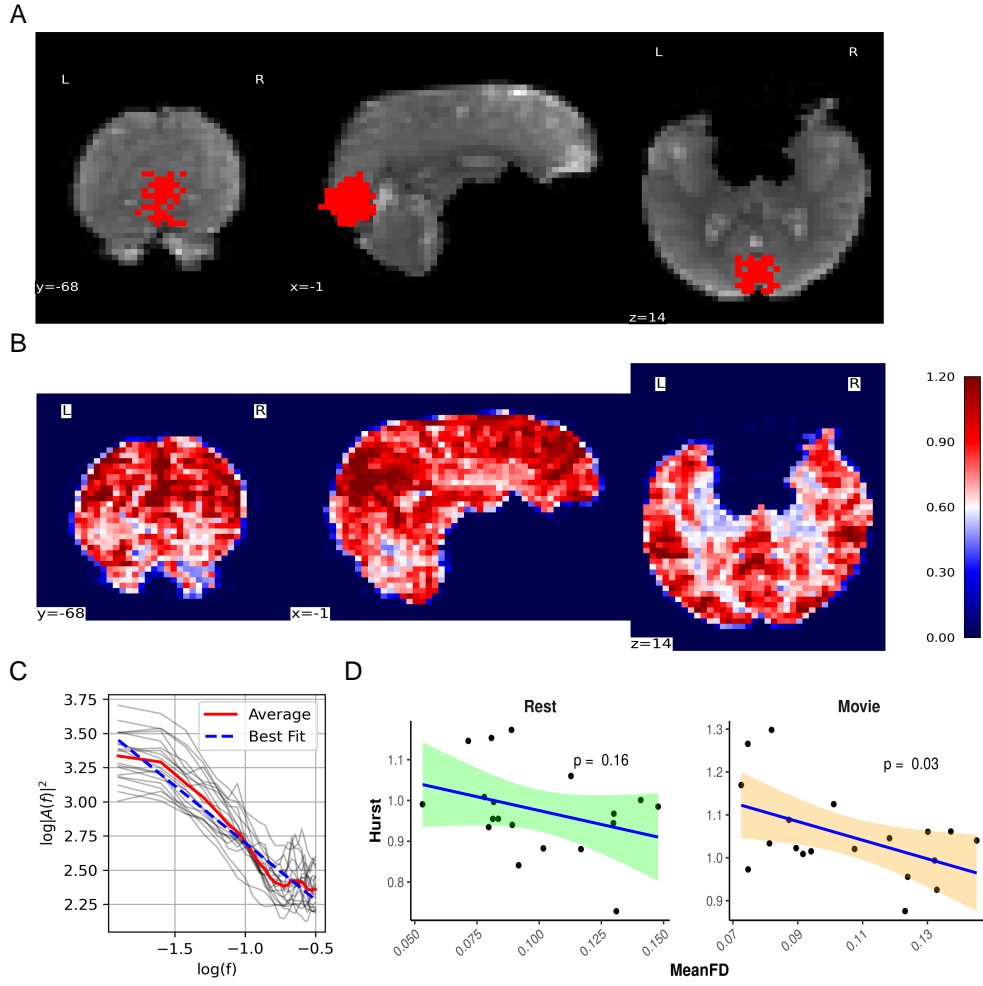 A
L R
L R
y=-68 x=-1
z=14
B
L R
L R
y=-68 x=-1
z=14
1.20
0.90
0.60
0.30
0.00
C
log|A(f)|²
3.75
3.50
3.25
3.00
2.75
2.50
2.25
Average
Best Fit
−1.5 −1.0 −0.5
log(f)
D
Rest
Hurst
1.1
1.0
0.9
0.8
p = 0.16
0.050 0.075 0.100 0.125 0.150
Movie
1.3
1.2
1.1
1.0
0.9
p = 0.03
0.07 0.09 0.11 0.13
MeanFD